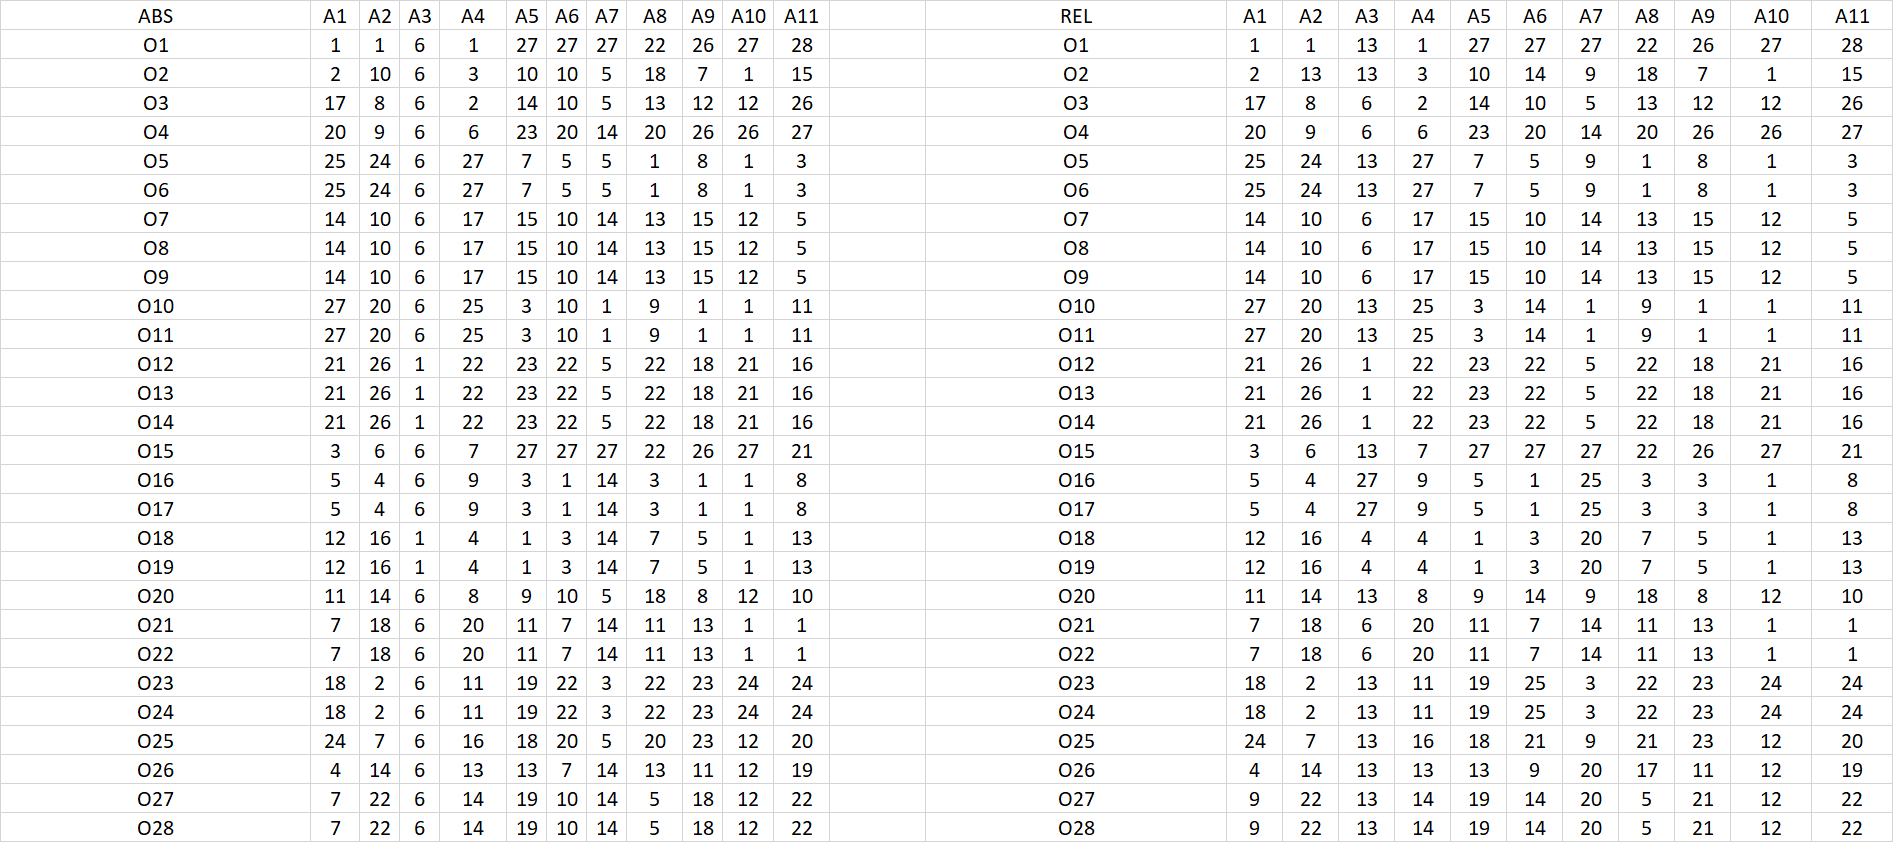 ABS A1 A2 A3 A4 A5 A6 A7 A8 A9 A10 A11 REL A1 A2 A3 A4 A5 A6 A7 A8 A9 A10 A11
O1 1 1 6 1 27 27 27 22 26 27 28 O1 1 1 13 1 27 27 27 22 26 27 28
O2 2 10 6 3 10 10 5 18 7 1 15 O2 2 13 13 3 10 14 9 18 7 1 15
O3 17 8 6 2 14 10 5 13 12 12 26 O3 17 8 6 2 14 10 5 13 12 12 26
O4 20 9 6 6 23 20 14 20 26 26 27 O4 20 9 6 6 23 20 14 20 26 26 27
O5 25 24 6 27 7 5 5 1 8 1 3 O5 25 24 13 27 7 5 9 1 8 1 3
O6 25 24 6 27 7 5 5 1 8 1 3 O6 25 24 13 27 7 5 9 1 8 1 3
O7 14 10 6 17 15 10 14 13 15 12 5 O7 14 10 6 17 15 10 14 13 15 12 5
O8 14 10 6 17 15 10 14 13 15 12 5 O8 14 10 6 17 15 10 14 13 15 12 5
O9 14 10 6 17 15 10 14 13 15 12 5 O9 14 10 6 17 15 10 14 13 15 12 5
O10 27 20 6 25 3 10 1 9 1 1 11 O10 27 20 13 25 3 14 1 9 1 1 11
O11 27 20 6 25 3 10 1 9 1 1 11 O11 27 20 13 25 3 14 1 9 1 1 11
O12 21 26 1 22 23 22 5 22 18 21 16 O12 21 26 1 22 23 22 5 22 18 21 16
O13 21 26 1 22 23 22 5 22 18 21 16 O13 21 26 1 22 23 22 5 22 18 21 16
O14 21 26 1 22 23 22 5 22 18 21 16 O14 21 26 1 22 23 22 5 22 18 21 16
O15 3 6 6 7 27 27 27 22 26 27 21 O15 3 6 13 7 27 27 27 22 26 27 21
O16 5 4 6 9 3 1 14 3 1 1 8 O16 5 4 27 9 5 1 25 3 3 1 8
O17 5 4 6 9 3 1 14 3 1 1 8 O17 5 4 27 9 5 1 25 3 3 1 8
O18 12 16 1 4 1 3 14 7 5 1 13 O18 12 16 4 4 1 3 20 7 5 1 13
O19 12 16 1 4 1 3 14 7 5 1 13 O19 12 16 4 4 1 3 20 7 5 1 13
O20 11 14 6 8 9 10 5 18 8 12 10 O20 11 14 13 8 9 14 9 18 8 12 10
O21 7 18 6 20 11 7 14 11 13 1 1 O21 7 18 6 20 11 7 14 11 13 1 1
O22 7 18 6 20 11 7 14 11 13 1 1 O22 7 18 6 20 11 7 14 11 13 1 1
O23 18 2 6 11 19 22 3 22 23 24 24 O23 18 2 13 11 19 25 3 22 23 24 24
O24 18 2 6 11 19 22 3 22 23 24 24 O24 18 2 13 11 19 25 3 22 23 24 24
O25 24 7 6 16 18 20 5 20 23 12 20 O25 24 7 13 16 18 21 9 21 23 12 20
O26 4 14 6 13 13 7 14 13 11 12 19 O26 4 14 13 13 13 9 20 17 11 12 19
O27 7 22 6 14 19 10 14 5 18 12 22 O27 9 22 13 14 19 14 20 5 21 12 22
O28 7 22 6 14 19 10 14 5 18 12 22 O28 9 22 13 14 19 14 20 5 21 12 22